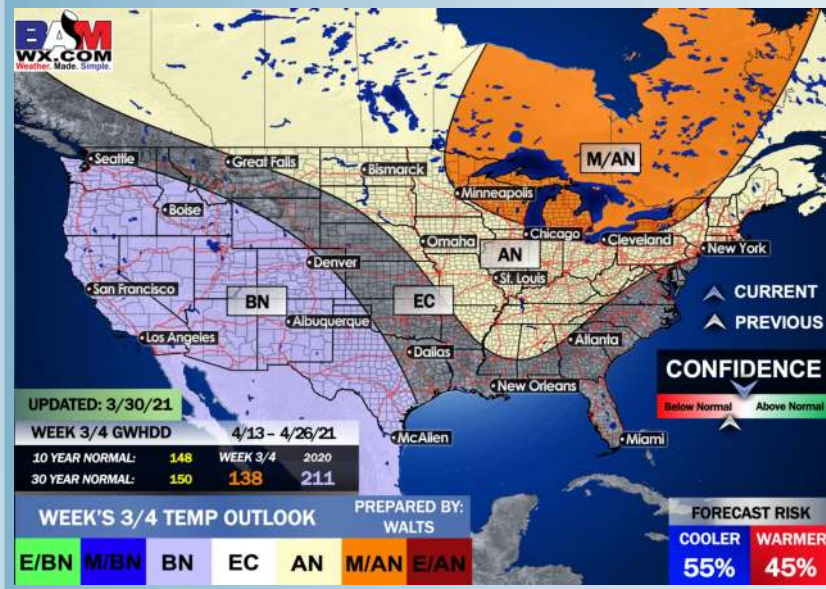 BAM
WX.COM
Weather. Made. Simple.
M/AN
Seattle
Great Falls
Bismarck
Minneapolis
Boise
Omaha
Chicago
Cleveland
New York
AN
Denver
St. Louis
San Francisco
BN
EC
Albuquerque
Los Angeles
Atlanta
Dallas
New Orleans
McAllen
Miami
CURRENT
PREVIOUS
CONFIDENCE
Below Normal Above Normal
UPDATED: 3/30/21
WEEK 3/4 GWHDD 4/13 – 4/26/21
10 YEAR NORMAL: 148 WEEK 3/4 2020
30 YEAR NORMAL: 150 138 211
WEEK'S 3/4 TEMP OUTLOOK
PREPARED BY:
WALTS
E/BN M/BN BN EC AN M/AN E/AN
FORECAST RISK
COOLER WARMER
55% 45%